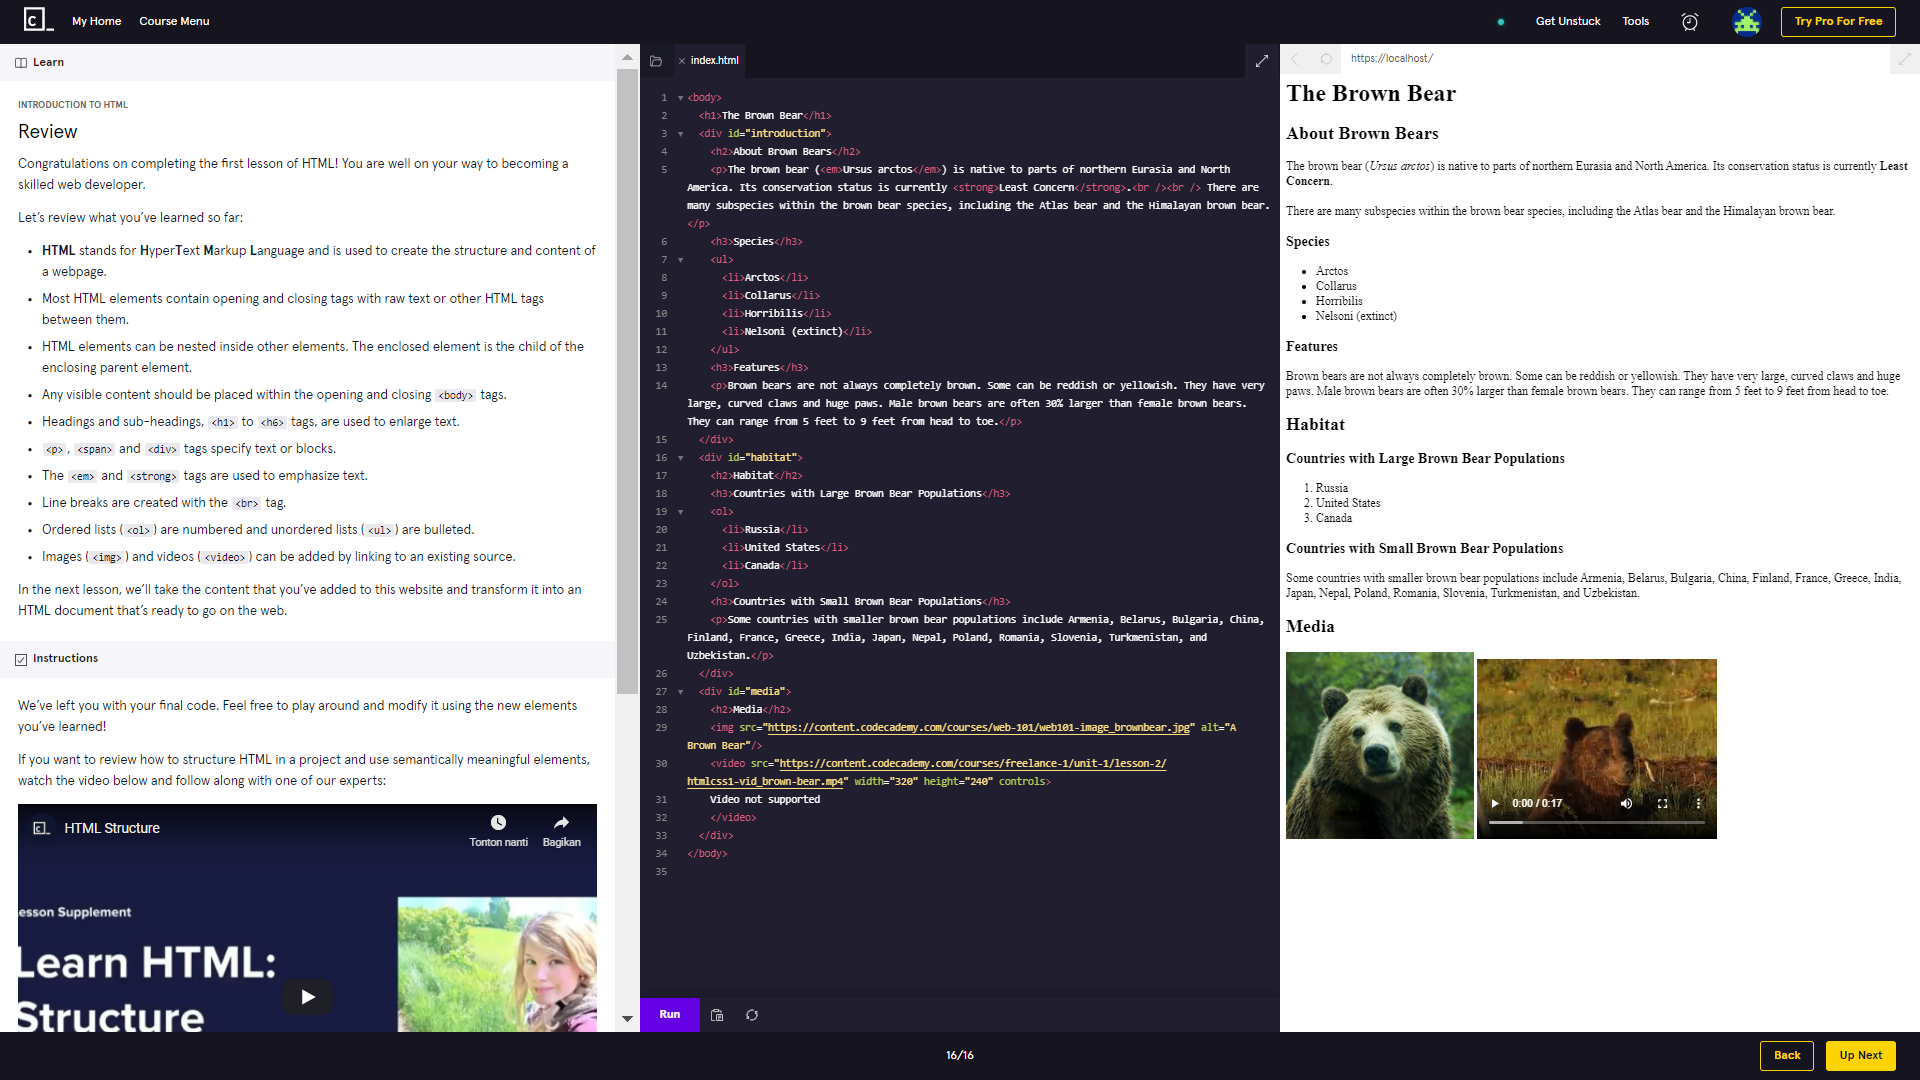 My Home
Course Menu
Get Unstuck
Tools
Try Pro For Free
Learn
INTRODUCTION TO HTML
Review
Congratulations on completing the first lesson of HTML! You are well on your way to becoming a
skilled web developer.
Let's review what you've learned so far:
• HTML stands for HyperText Markup Language and is used to create the structure and content of
a webpage.
• Most HTML elements contain opening and closing tags with raw text or other HTML tags
between them.
• HTML elements can be nested inside other elements. The enclosed element is the child of the
enclosing parent element.
• Any visible content should be placed within the opening and closing <body> tags.
• Headings and sub-headings, <h1> to <h6> tags, are used to enlarge text.
• <p>, <span> and <div> tags specify text or blocks.
• The <em> and <strong> tags are used to emphasize text.
• Line breaks are created with the <br> tag.
• Ordered lists (<ol>) are numbered and unordered lists (<ul>) are bulleted.
• Images (<img>) and videos (<video>) can be added by linking to an existing source.
In the next lesson, we'll take the content that you've added to this website and transform it into an
HTML document that's ready to go on the web.
Instructions
We've left you with your final code. Feel free to play around and modify it using the new elements
you've learned!
If you want to review how to structure HTML in a project and use semantically meaningful elements,
watch the video below and follow along with one of our experts:
HTML Structure
Tonton nanti
Bagikan
esson Supplement
Learn HTML:
Structure
index.html
1 <body>
2 <h1>The Brown Bear</h1>
3 <div id="introduction">
4 <h2>About Brown Bears</h2>
5 <p>The brown bear (<em>Ursus arctos</em>) is native to parts of northern Eurasia and North
America. Its conservation status is currently <strong>Least Concern</strong>.<br /><br /> There are
many subspecies within the brown bear species, including the Atlas bear and the Himalayan brown bear.
</p>
6 <h3>Species</h3>
7 <ul>
8 <li>Arctos</li>
9 <li>Collarus</li>
10 <li>Horribilis</li>
11 <li>Nelsoni (extinct)</li>
12 </ul>
13 <h3>Features</h3>
14 <p>Brown bears are not always completely brown. Some can be reddish or yellowish. They have very
large, curved claws and huge paws. Male brown bears are often 30% larger than female brown bears.
They can range from 5 feet to 9 feet from head to toe.</p>
15 </div>
16 <div id="habitat">
17 <h2>Habitat</h2>
18 <h3>Countries with Large Brown Bear Populations</h3>
19 <ol>
20 <li>Russia</li>
21 <li>United States</li>
22 <li>Canada</li>
23 </ol>
24 <h3>Countries with Small Brown Bear Populations</h3>
25 <p>Some countries with smaller brown bear populations include Armenia, Belarus, Bulgaria, China,
Finland, France, Greece, India, Japan, Nepal, Poland, Romania, Slovenia, Turkmenistan, and
Uzbekistan.</p>
26 </div>
27 <div id="media">
28 <h2>Media</h2>
29 <img src="https://content.codecademy.com/courses/web-101/web101-image_brownbear.jpg" alt="A
Brown Bear"/>
30 <video src="https://content.codecademy.com/courses/freelance-1/unit-1/lesson-2/
htmlcss1-vid_brown-bear.mp4" width="320" height="240" controls>
31 Video not supported
32 </video>
33 </div>
34 </body>
35
Run
https://localhost/
The Brown Bear
About Brown Bears
The brown bear (Ursus arctos) is native to parts of northern Eurasia and North America. Its conservation status is currently Least
Concern.
There are many subspecies within the brown bear species, including the Atlas bear and the Himalayan brown bear.
Species
• Arctos
• Collarus
• Horribilis
• Nelsoni (extinct)
Features
Brown bears are not always completely brown. Some can be reddish or yellowish. They have very large, curved claws and huge
paws. Male brown bears are often 30% larger than female brown bears. They can range from 5 feet to 9 feet from head to toe.
Habitat
Countries with Large Brown Bear Populations
1. Russia
2. United States
3. Canada
Countries with Small Brown Bear Populations
Some countries with smaller brown bear populations include Armenia, Belarus, Bulgaria, China, Finland, France, Greece, India,
Japan, Nepal, Poland, Romania, Slovenia, Turkmenistan, and Uzbekistan.
Media
0:00 / 0:17
16/16
Back
Up Next